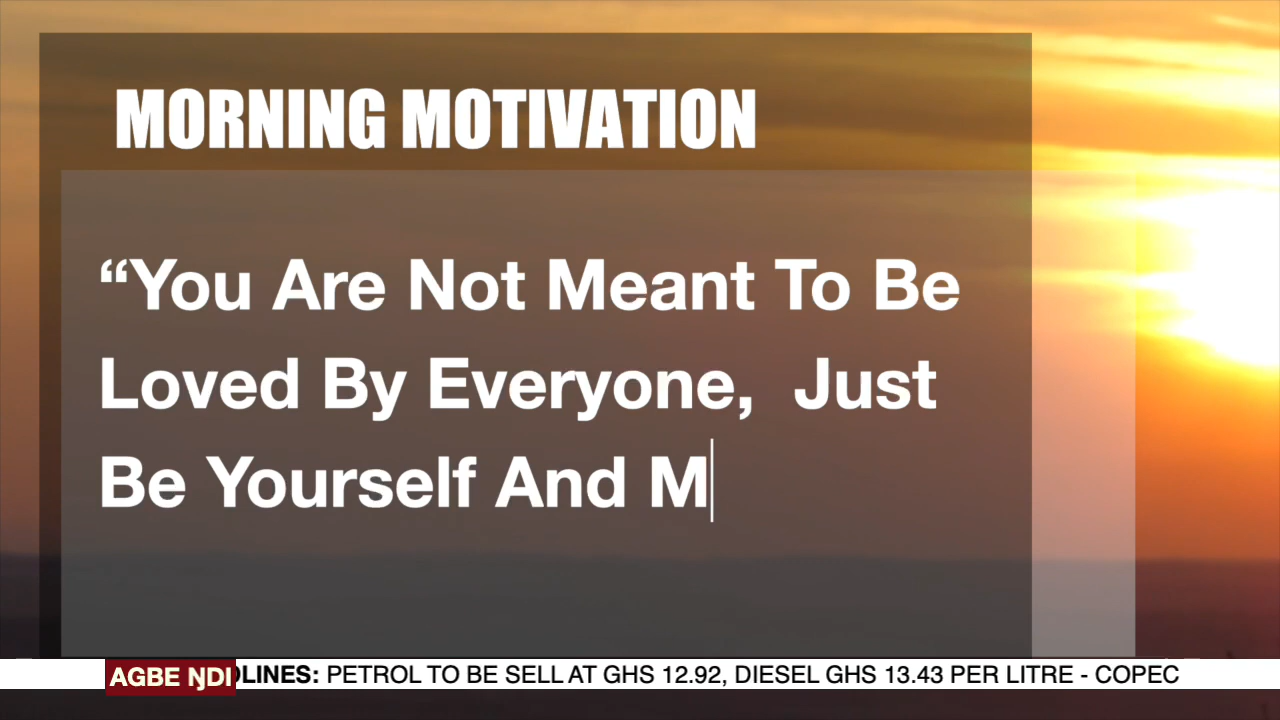 MORNING MOTIVATION
“You Are Not Meant To Be
Loved By Everyone,  Just
Be Yourself And M
AGBE ŊDI LINES: PETROL TO BE SELL AT GHS 12.92, DIESEL GHS 13.43 PER LITRE - COPEC